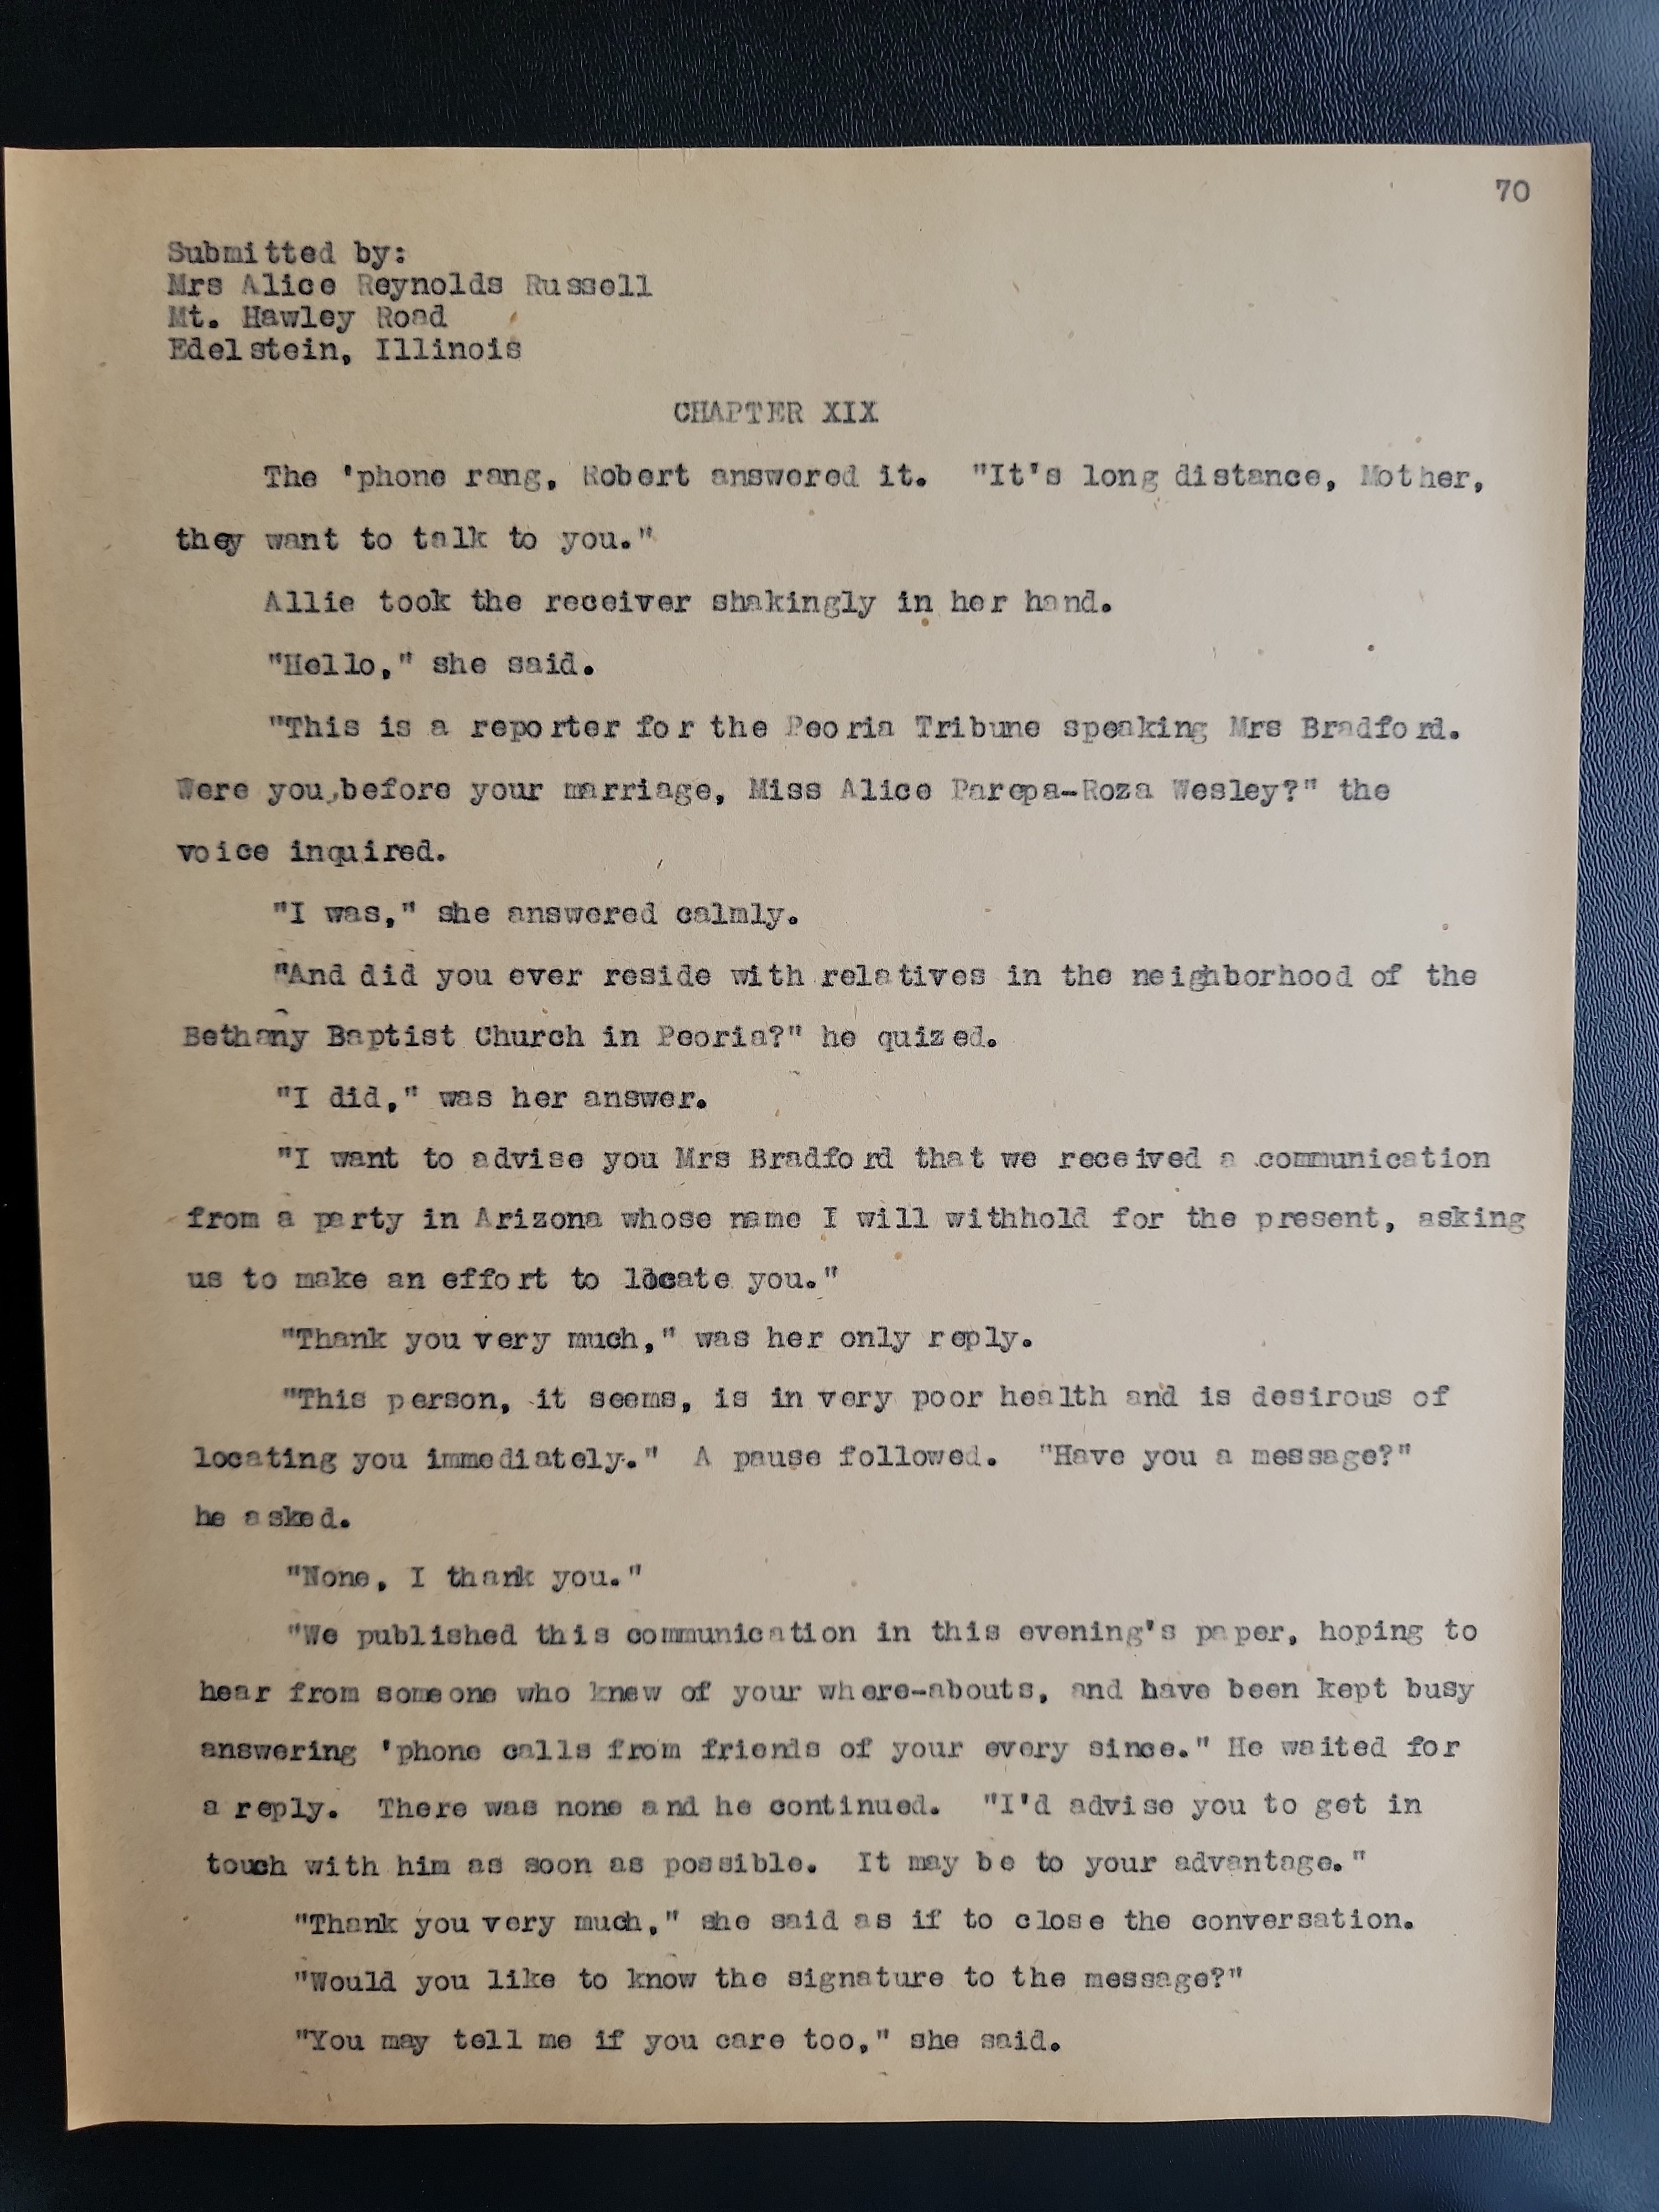 70
Submitted by:
Mrs Alice Reynolds Russell
Mt. Hawley Road
Edelstein, Illinois
CHAPTER XIX
The 'phone rang, Robert answered it. "It's long distance, Mother,
they want to talk to you."
Allie took the receiver shakingly in her hand.
"Hello," she said.
"This is a reporter for the Peoria Tribune speaking Mrs Bradford.
Were you,before your marriage, Miss Alice Parepa-Roza Wesley?" the
voice inquired.
"I was," she answered calmly.
"And did you ever reside with relatives in the neighborhood of the
Bethany Baptist Church in Peoria?" he quized.
"I did," was her answer.
"I want to advise you Mrs Bradford that we received a communication
from a party in Arizona whose name I will withhold for the present, asking
us to make an effort to locate you."
"Thank you very much," was her only reply.
"This person, it seems, is in very poor health and is desirous of
locating you immediately." A pause followed. "Have you a message?"
he asked.
"None, I thank you."
"We published this communication in this evening's paper, hoping to
hear from someone who knew of your where-abouts, and have been kept busy
answering 'phone calls from friends of your every since." He waited for
a reply. There was none and he continued. "I'd advise you to get in
touch with him as soon as possible. It may be to your advantage."
"Thank you very much," she said as if to close the conversation.
"Would you like to know the signature to the message?"
"You may tell me if you care too," she said.